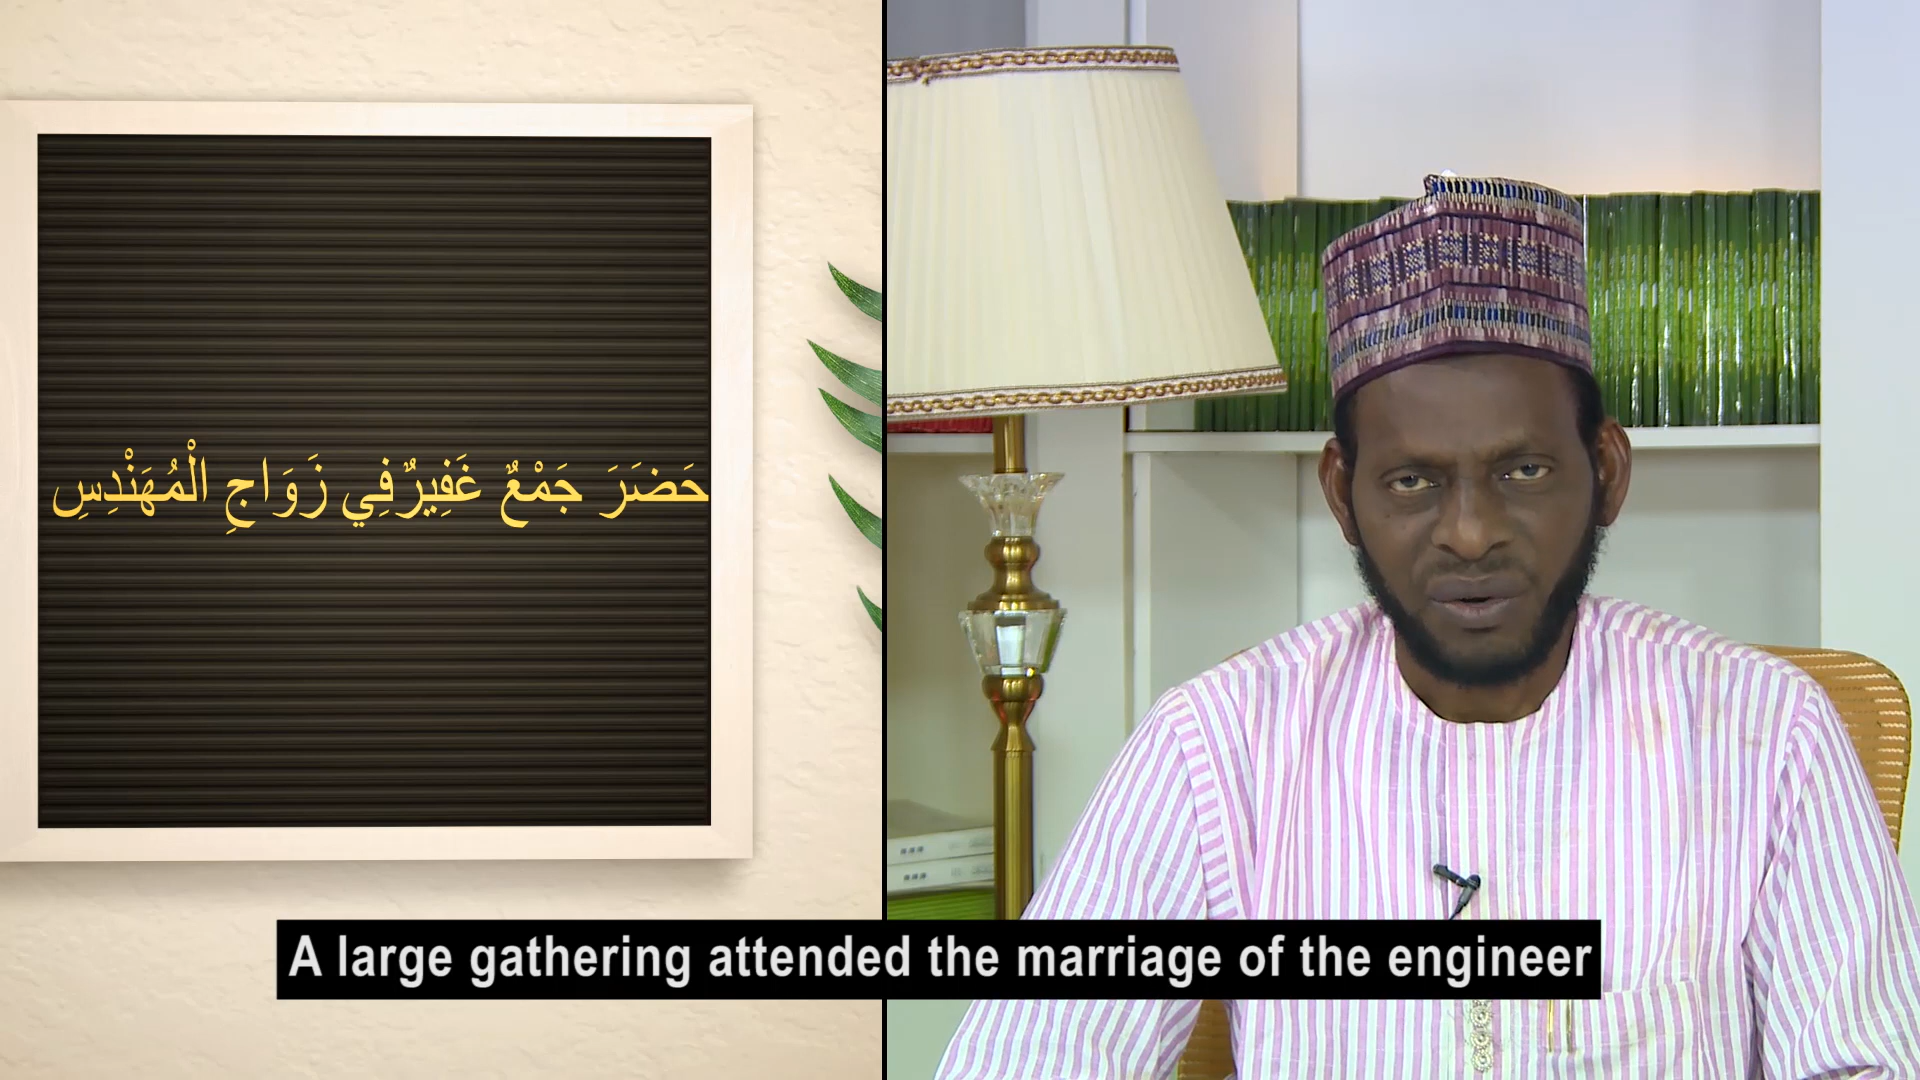 حَضَرَ جَمْعٌ غَفِيرٌ فِي زَوَاجِ الْمُهَنْدِسِ
A large gathering attended the marriage of the engineer